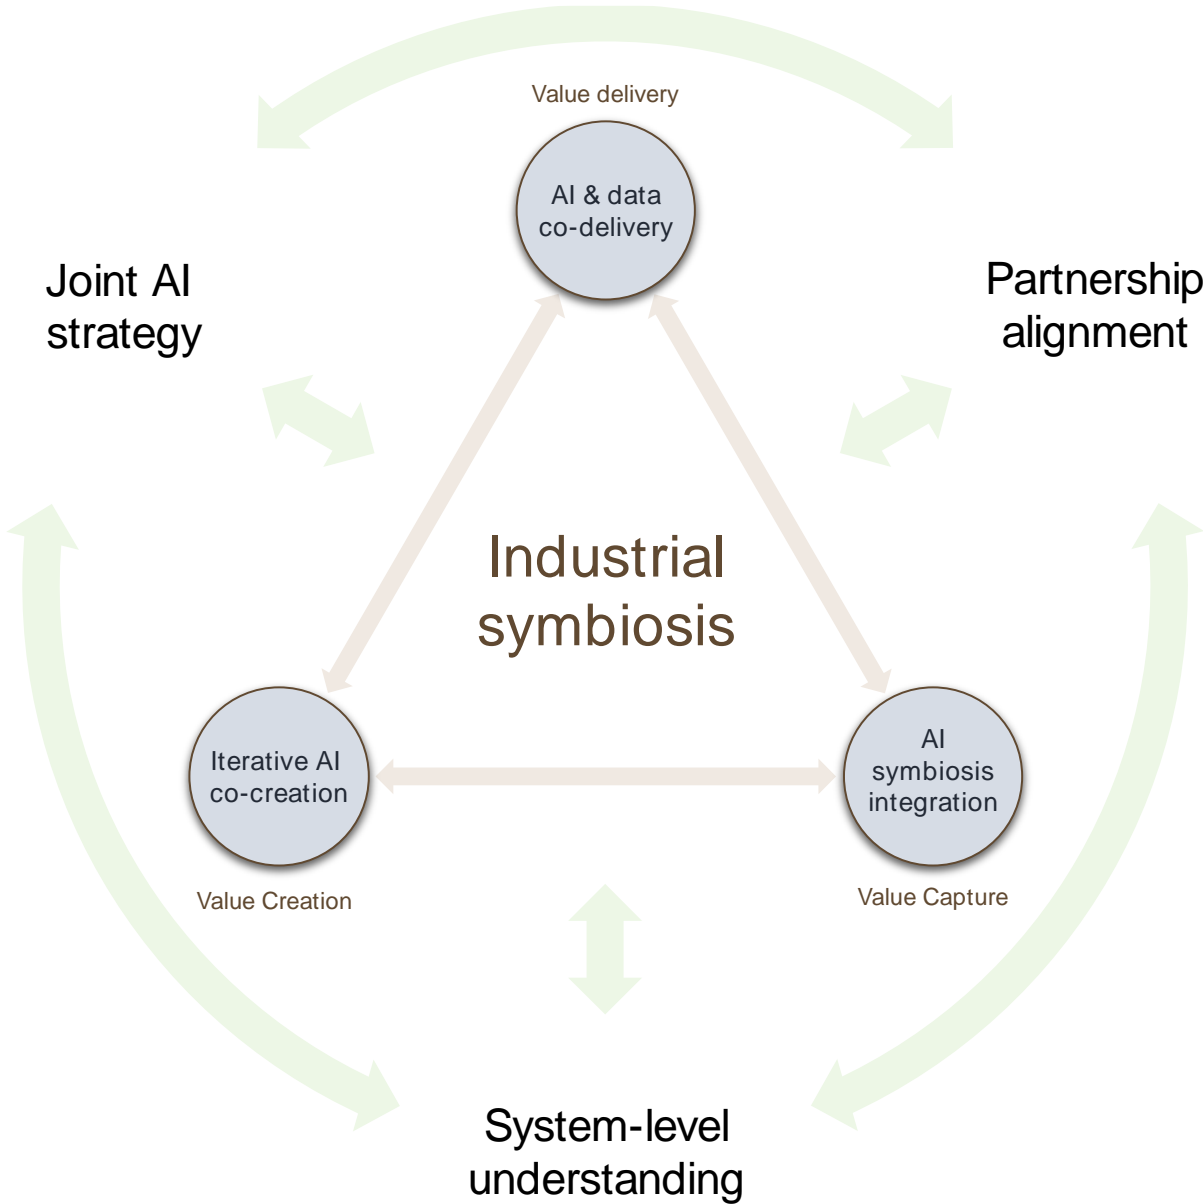 Value delivery
AI & data
co-delivery
Joint AI
strategy
Partnership
alignment
Industrial
symbiosis
Iterative AI
co-creation
Value Creation
AI
symbiosis
integration
Value Capture
System-level
understanding